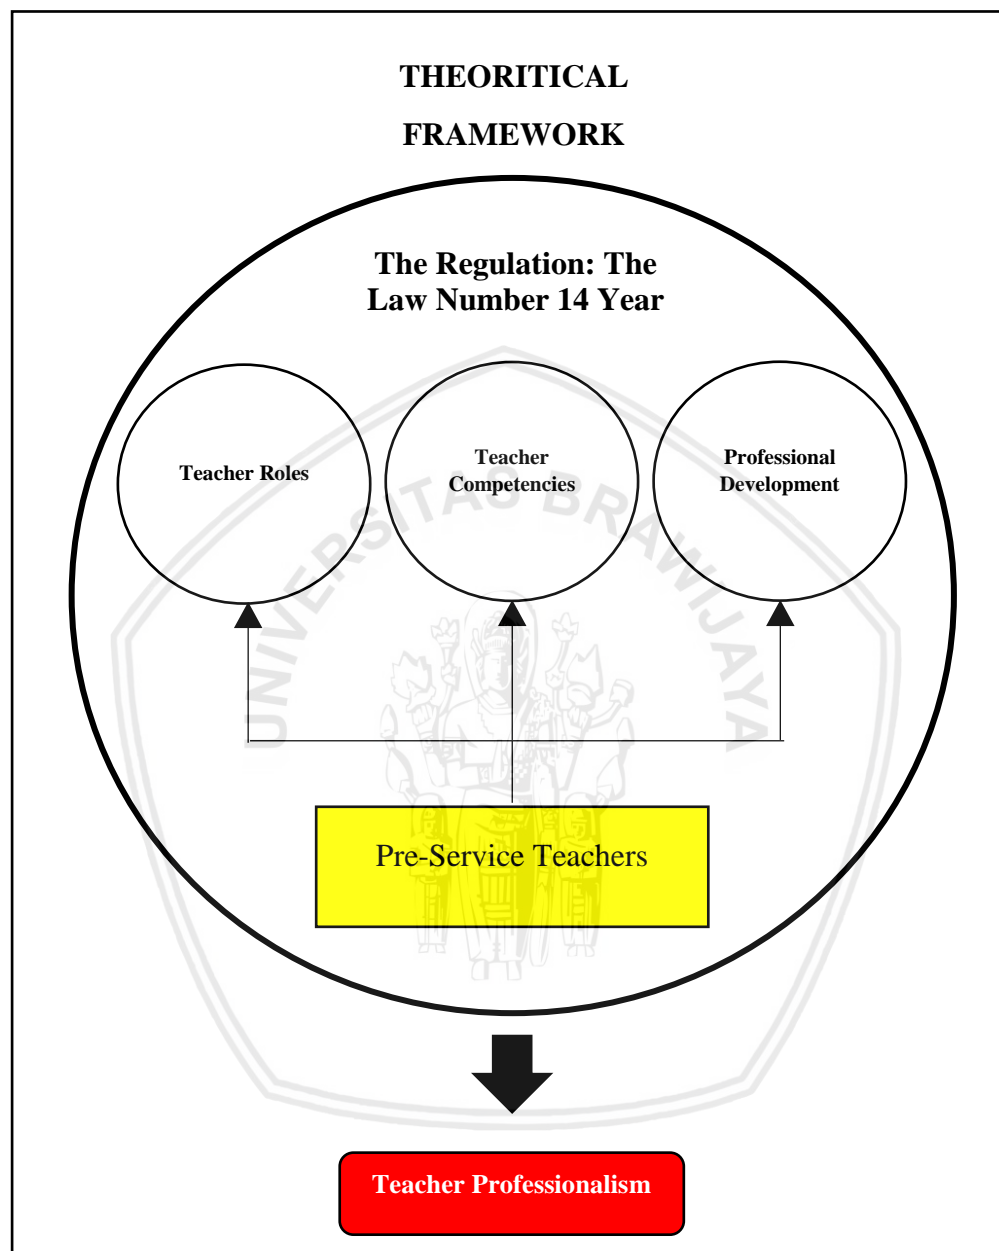 THEORITICAL
FRAMEWORK
The Regulation: The
Law Number 14 Year
Teacher Roles
Teacher
Competencies
Professional
Development
UNIVERSITAS BRAWIJAYA
Pre-Service Teachers
Teacher Professionalism